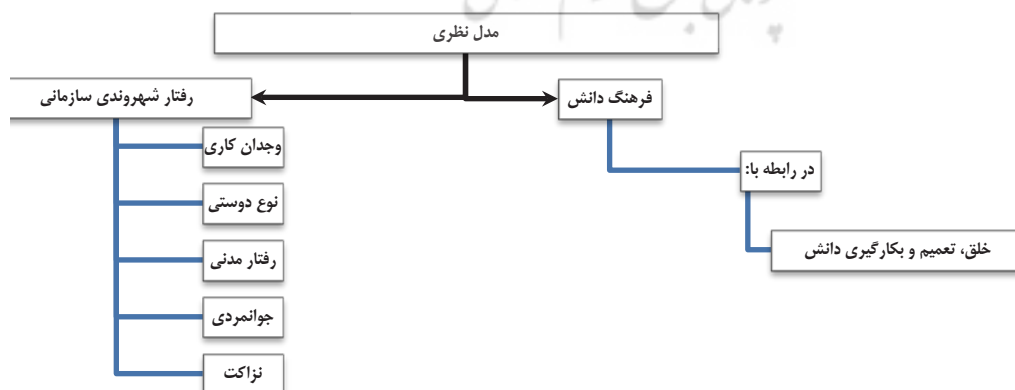 مدل نظری
فرهنگ دانش
رفتار شهروندی سازمانی
در رابطه با:
خلق، تعمیم و بکارگیری دانش
وجدان کاری
نوع دوستی
رفتار مدنی
جوانمردی
نزاکت